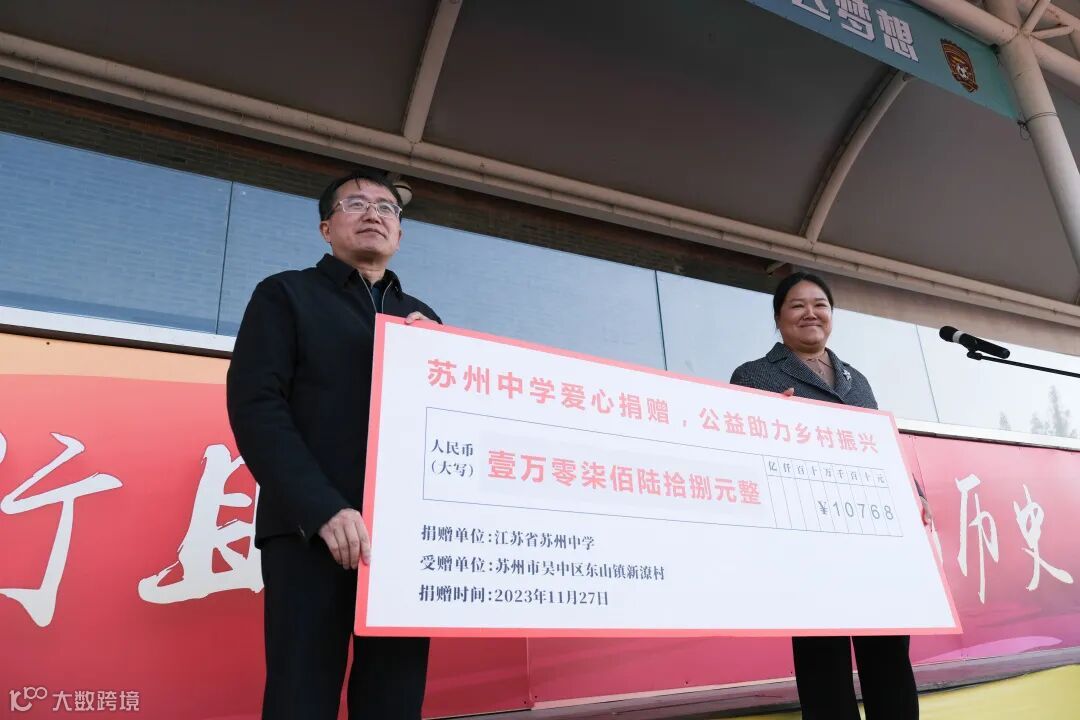 梦想
苏州中学爱心捐赠，公益助力乡村振兴
人民币
（大写）
壹万零柒佰陆拾捌元整
亿仟百十万千百十元
¥10768
捐赠单位：江苏省苏州中学
受赠单位：苏州市吴中区东山镇新潦村
捐赠时间：2023年11月27日
行且
历史
大数跨境